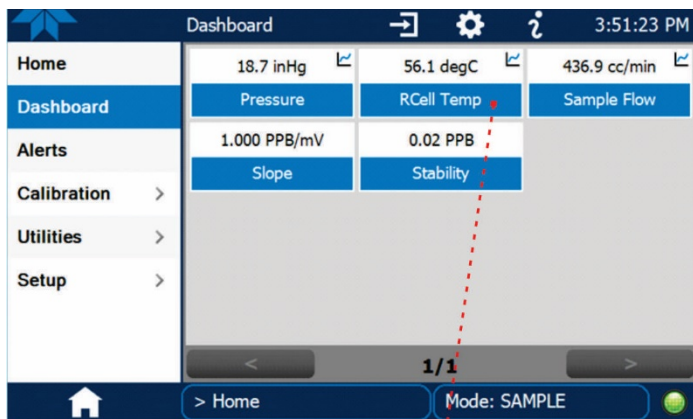 Dashboard
3:51:23 PM
Home
Dashboard
Alerts
Calibration >
Utilities >
Setup >
18.7 inHg
Pressure
56.1 degC
RCell Temp
436.9 cc/min
Sample Flow
1.000 PPB/mV
Slope
0.02 PPB
Stability
< 1/1 >
> Home
Mode: SAMPLE